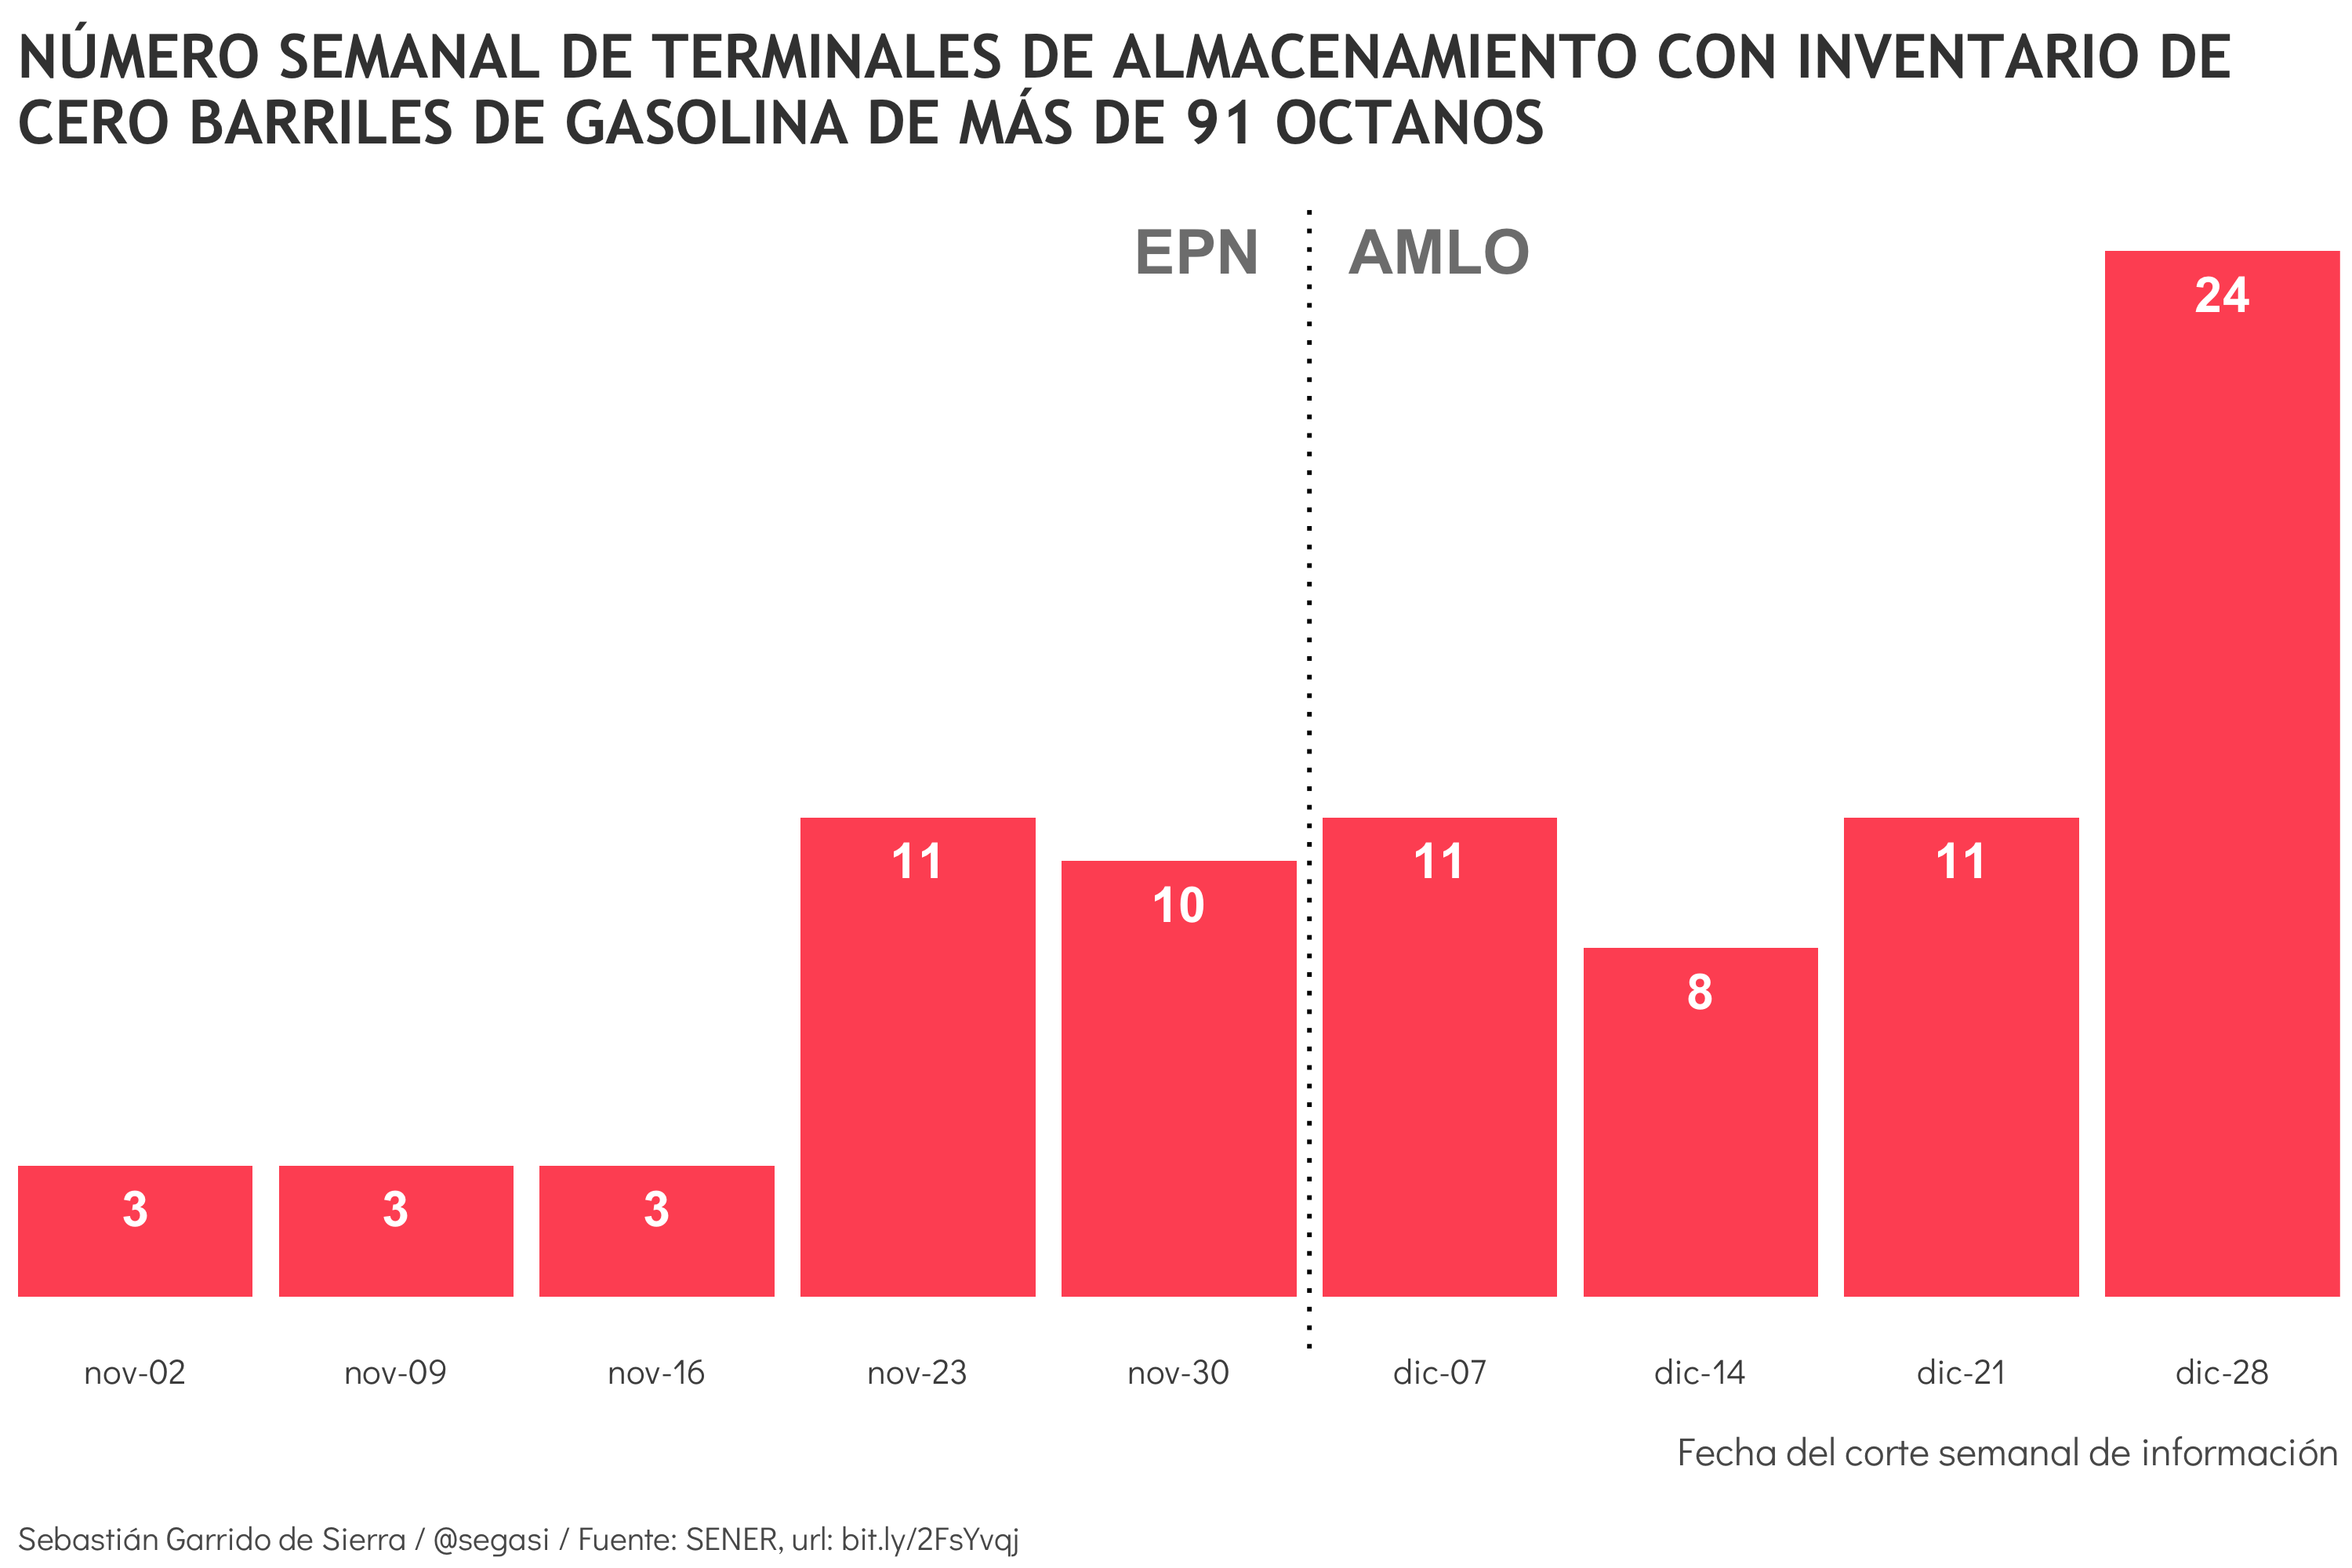 NÚMERO SEMANAL DE TERMINALES DE ALMACENAMIENTO CON INVENTARIO DE
CERO BARRILES DE GASOLINA DE MÁS DE 91 OCTANOS
EPN
AMLO
24
11
10
11
8
11
3
3
3
nov-02
nov-09
nov-16
nov-23
nov-30
dic-07
dic-14
dic-21
dic-28
Fecha del corte semanal de información
Sebastián Garrido de Sierra / @segasi / Fuente: SENER, url: bit.ly/2FsYvqj